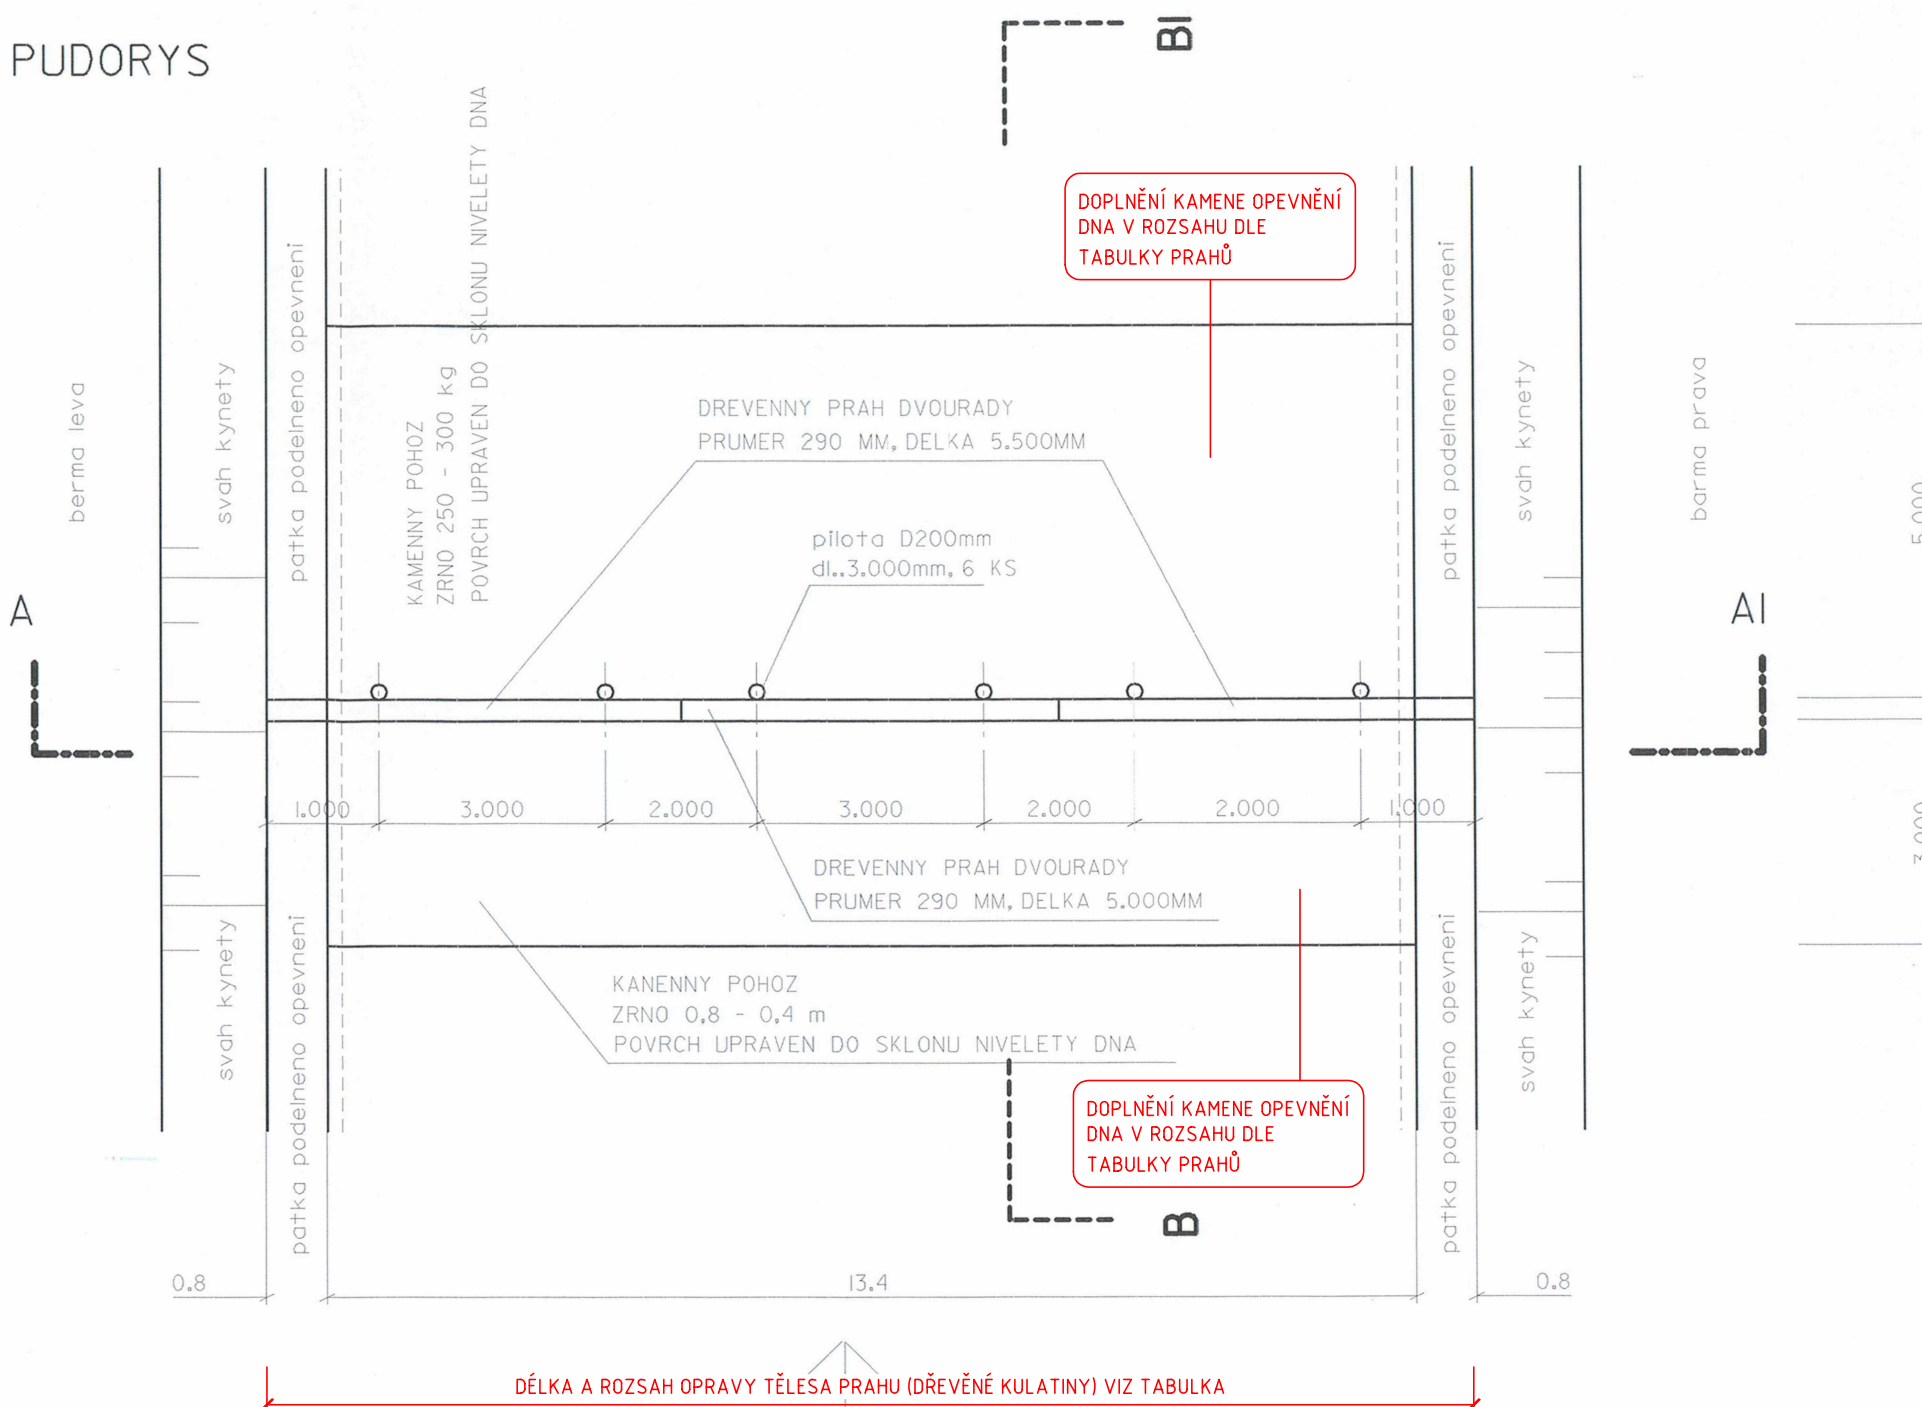 PUDORYS
BI
DOPLNĚNÍ KAMENE OPEVNĚNÍ
DNA V ROZSAHU DLE
TABULKY PRAHŮ
berma leva
svah kynety
patka podelneno opevneni
KAMENNY POHOZ
ZRNO 250 - 300 kg
POVRCH UPRAVEN DO SKLONU NIVELETY DNA
DREVENNY PRAH DVOURADY
PRUMER 290 MM, DELKA 5.500MM
pilota D200mm
dl..3.000mm, 6 KS
patka podelneno opevneni
svah kynety
barma prava
5.000
A
AI
1.000
3.000
2.000
3.000
2.000
2.000
1.000
3.000
DREVENNY PRAH DVOURADY
PRUMER 290 MM, DELKA 5.000MM
svah kynety
patka podelneno opevneni
KANENNY POHOZ
ZRNO 0,8 - 0,4 m
POVRCH UPRAVEN DO SKLONU NIVELETY DNA
DOPLNĚNÍ KAMENE OPEVNĚNÍ
DNA V ROZSAHU DLE
TABULKY PRAHŮ
patka podelneno opevneni
svah kynety
B
0.8
13.4
0.8
DÉLKA A ROZSAH OPRAVY TĚLESA PRAHU (DŘEVĚNÉ KULATINY) VIZ TABULKA